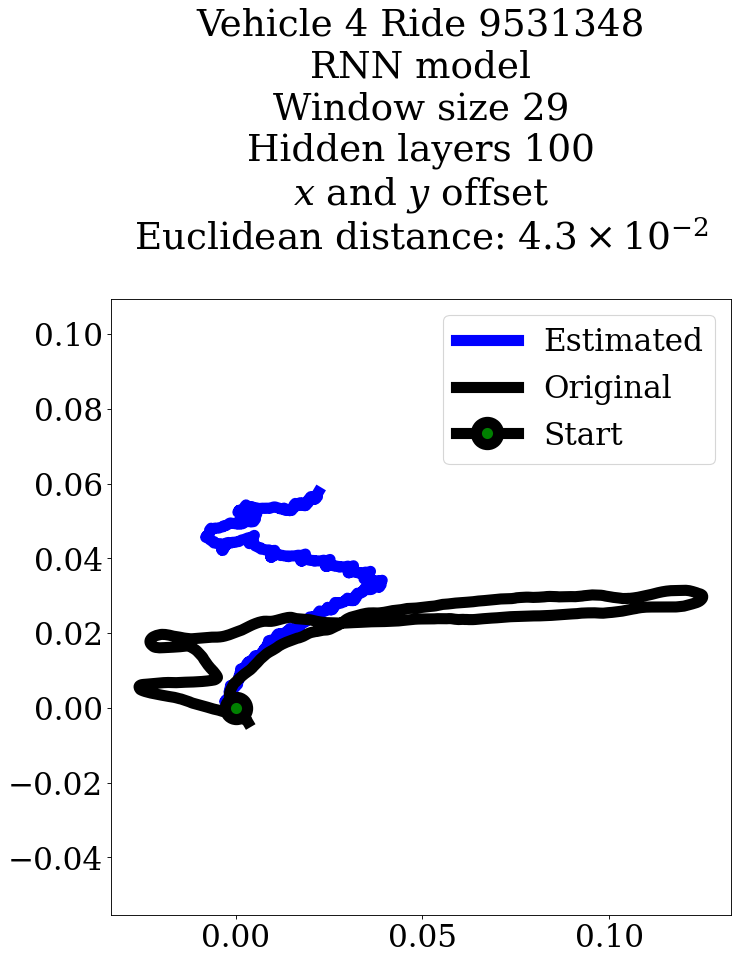 Vehicle 4 Ride 9531348
RNN model
Window size 29
Hidden layers 100
x and y offset
Euclidean distance: 4.3 × 10⁻²
Estimated
Original
Start
0.10
0.08
0.06
0.04
0.02
0.00
−0.02
−0.04
0.00 0.05 0.10